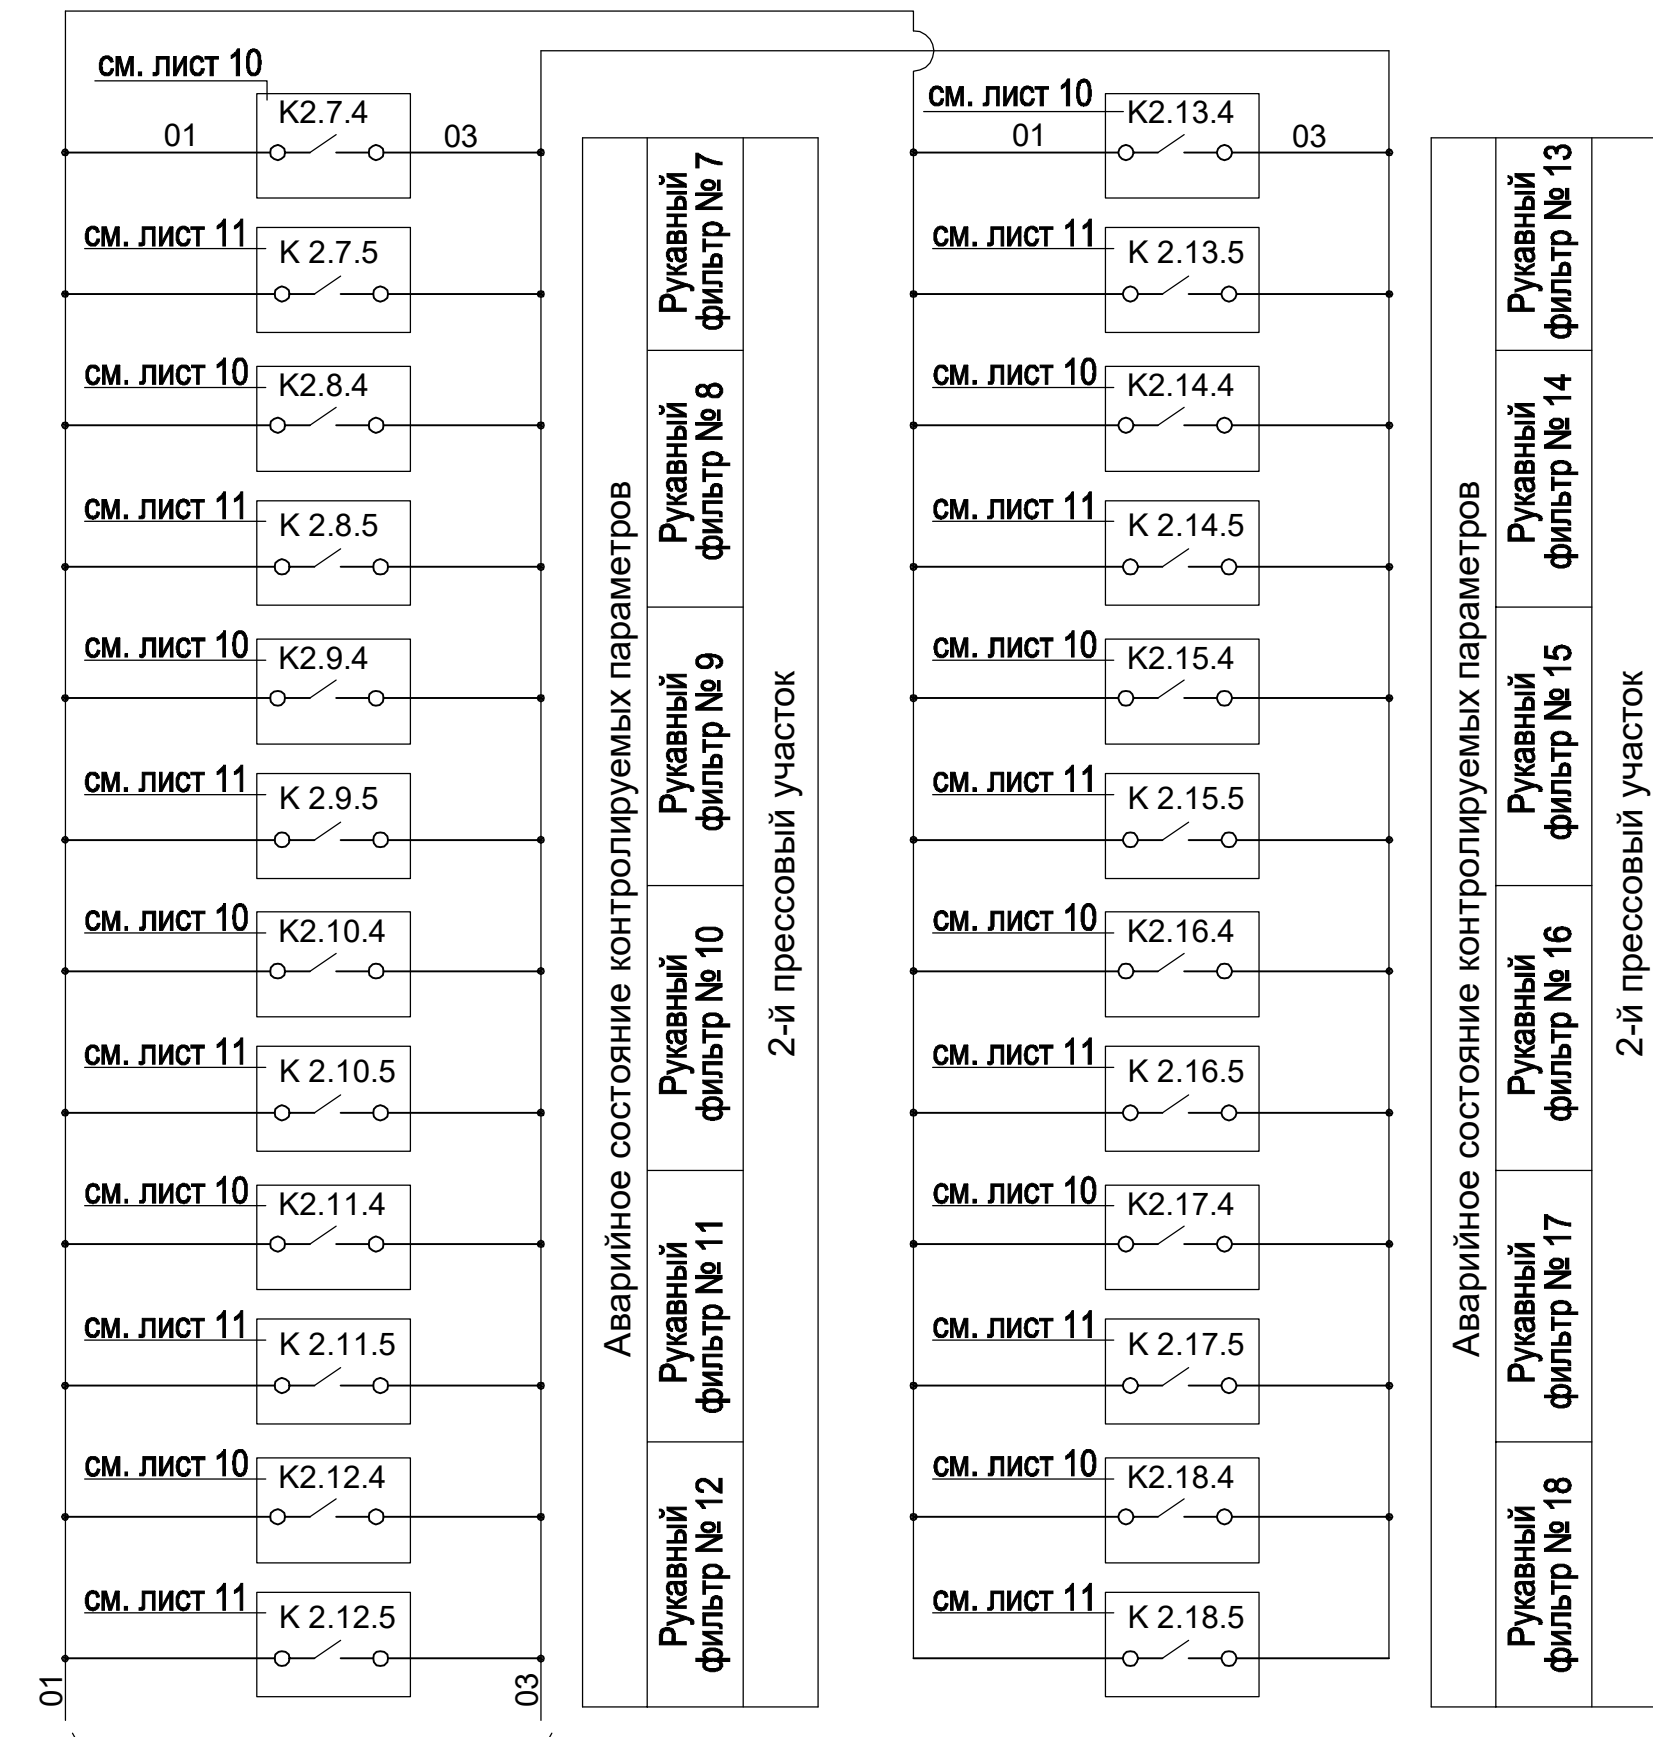 см. лист 10
K2.7.4
01
03
см. лист 11
K 2.7.5
см. лист 10
K2.8.4
см. лист 11
K 2.8.5
см. лист 10
K2.9.4
см. лист 11
K 2.9.5
см. лист 10
K2.10.4
см. лист 11
K 2.10.5
см. лист 10
K2.11.4
см. лист 11
K 2.11.5
см. лист 10
K2.12.4
см. лист 11
K 2.12.5
01
03
Аварийное состояние контролируемых параметров
Рукавный
фильтр № 7
Рукавный
фильтр № 8
Рукавный
фильтр № 9
Рукавный
фильтр № 10
Рукавный
фильтр № 11
Рукавный
фильтр № 12
2-й прессовый участок
см. лист 10
K2.13.4
01
03
см. лист 11
K 2.13.5
см. лист 10
K2.14.4
см. лист 11
K 2.14.5
см. лист 10
K2.15.4
см. лист 11
K 2.15.5
см. лист 10
K2.16.4
см. лист 11
K 2.16.5
см. лист 10
K2.17.4
см. лист 11
K 2.17.5
см. лист 10
K2.18.4
см. лист 11
K 2.18.5
Аварийное состояние контролируемых параметров
Рукавный
фильтр № 13
Рукавный
фильтр № 14
Рукавный
фильтр № 15
Рукавный
фильтр № 16
Рукавный
фильтр № 17
Рукавный
фильтр № 18
2-й прессовый участок